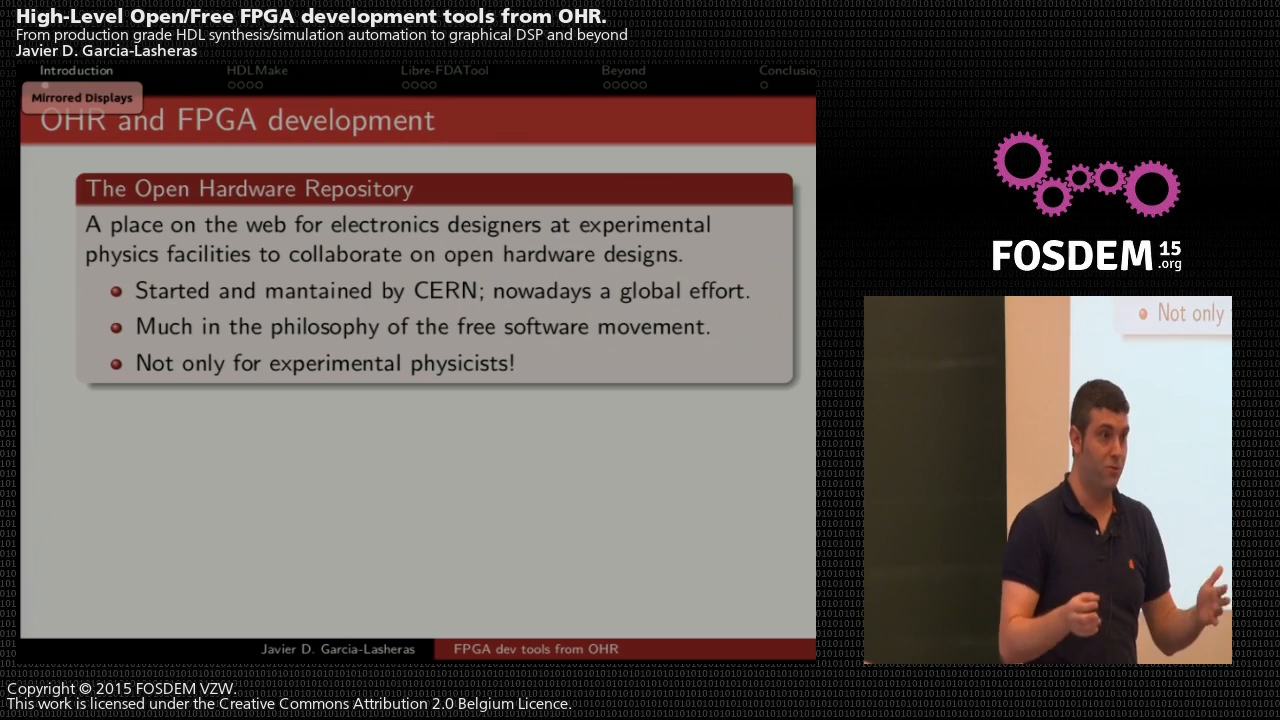 High-Level Open/Free FPGA development tools from OHR.
From production grade HDL synthesis/simulation automation to graphical DSP and beyond
Javier D. Garcia-Lasheras
Introduction HDLMake Libre-FDATool Beyond Conclusio
Mirrored Displays
OHR and FPGA development
The Open Hardware Repository
A place on the web for electronics designers at experimental
physics facilities to collaborate on open hardware designs.
Started and mantained by CERN; nowadays a global effort.
Much in the philosophy of the free software movement.
Not only for experimental physicists!
Javier D. Garcia-Lasheras FPGA dev tools from OHR
FOSDEM 15
.org
Not only
Copyright © 2015 FOSDEM VZW.
This work is licensed under the Creative Commons Attribution 2.0 Belgium Licence.